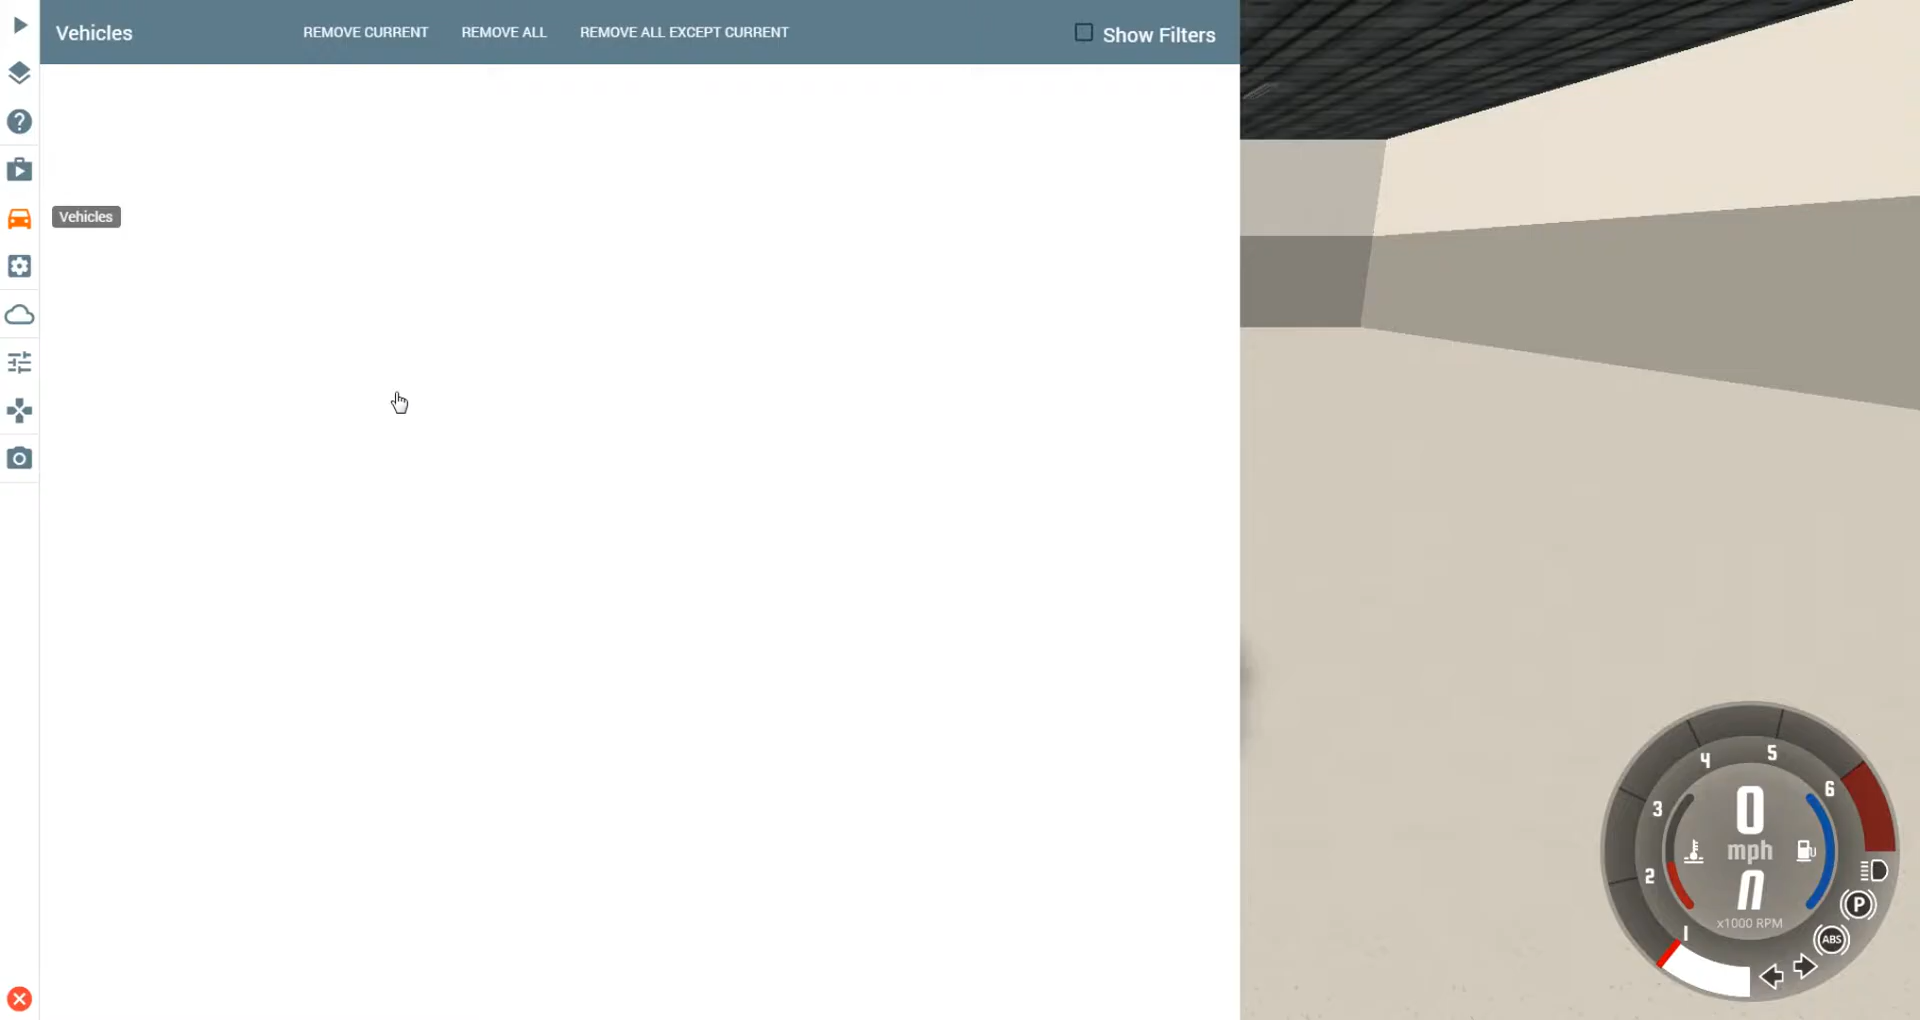 Vehicles
REMOVE CURRENT
REMOVE ALL
REMOVE ALL EXCEPT CURRENT
Show Filters
Vehicles
1
2
3
4
5
6
0
mph
n
x1000 RPM
P
ABS